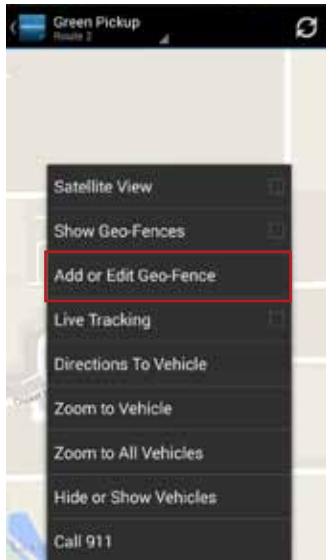 Green Pickup
Route 2
Satellite View
Show Geo-Fences
Add or Edit Geo-Fence
Live Tracking
Directions To Vehicle
Zoom to Vehicle
Zoom to All Vehicles
Hide or Show Vehicles
Call 911